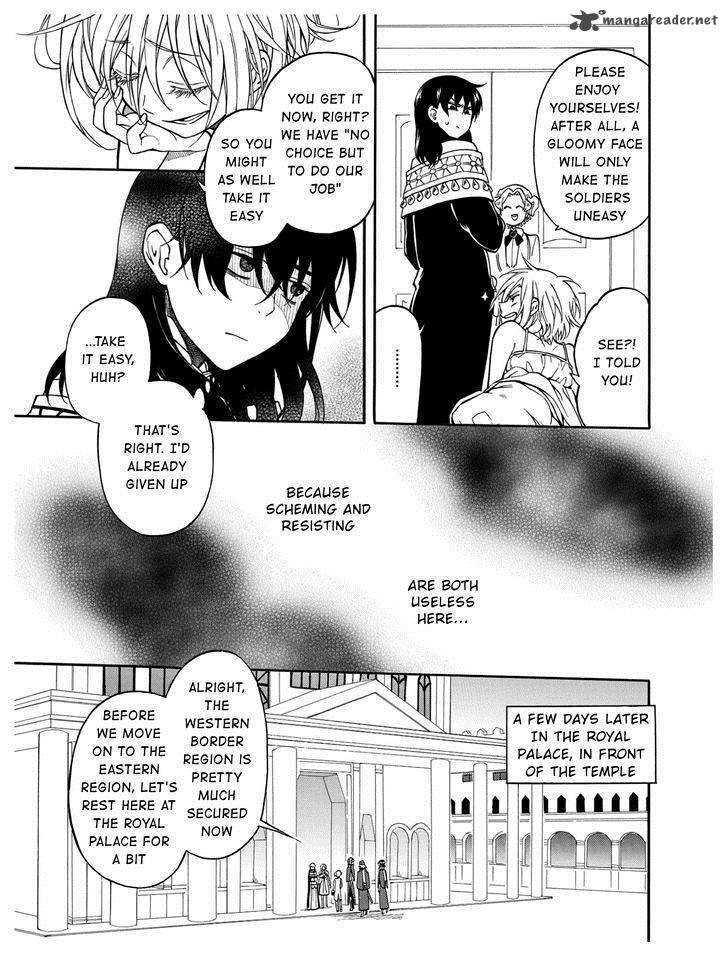 mangareader.net
PLEASE
ENJOY
YOURSELVES!
AFTER ALL, A
GLOOMY FACE
WILL ONLY
MAKE THE
SOLDIERS
UNEASY
SEE?!
I TOLD
YOU!
.........
YOU GET IT
NOW, RIGHT?
WE HAVE "NO
CHOICE BUT
TO DO OUR
JOB"
SO YOU
MIGHT
AS WELL
TAKE IT
EASY
...TAKE
IT EASY,
HUH?
THAT'S
RIGHT. I'D
ALREADY
GIVEN UP
BECAUSE
SCHEMING AND
RESISTING
ARE BOTH
USELESS
HERE...
A FEW DAYS LATER
IN THE ROYAL
PALACE, IN FRONT
OF THE TEMPLE
ALRIGHT,
THE
WESTERN
BORDER
REGION IS
PRETTY
MUCH
SECURED
NOW
BEFORE
WE MOVE
ON TO THE
EASTERN
REGION, LET'S
REST HERE AT
THE ROYAL
PALACE FOR
A BIT